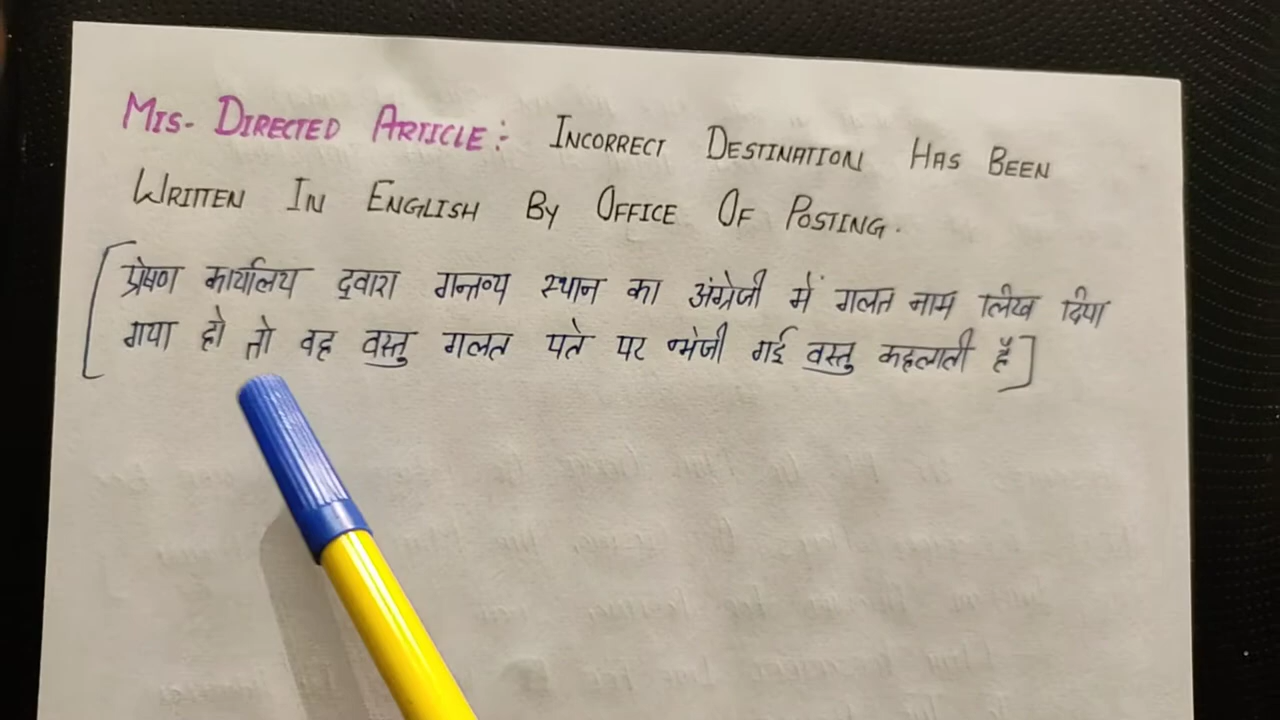 MIS-DIRECTED ARTICLE:- INCORRECT DESTINATION HAS BEEN
WRITTEN IN ENGLISH BY OFFICE OF POSTING.
[प्रेषण कार्यालय द्वारा गन्तव्य स्थान का अंग्रेजी में गलत नाम लिख दिया
गया हो तो वह वस्तु गलत पते पर भेजी गई वस्तु कहलाती है]